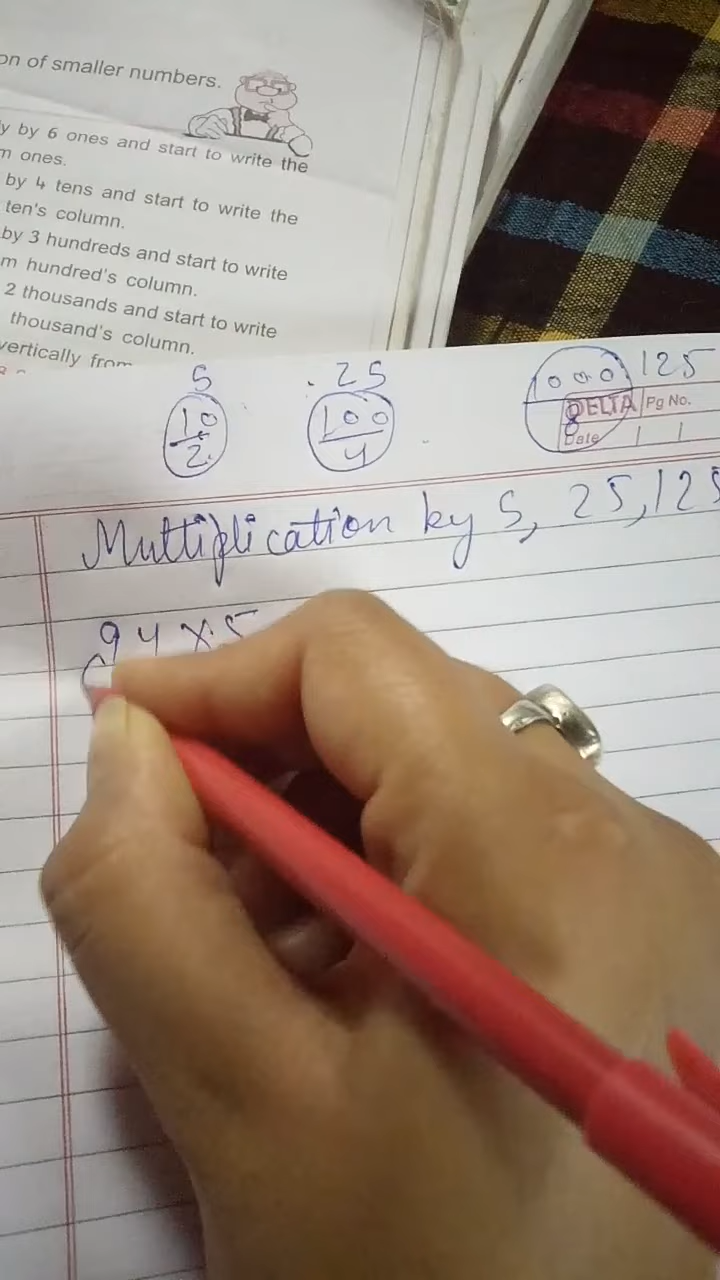 on of smaller numbers.
y by 6 ones and start to write the
m ones.
by 4 tens and start to write the
ten's column.
by 3 hundreds and start to write
m hundred's column.
2 thousands and start to write
thousand's column.
vertically from
5
10
2
25
100
4
1000 125
8
DELTA Pg No.
Date
Multiplication by 5, 25, 125
94 x 5